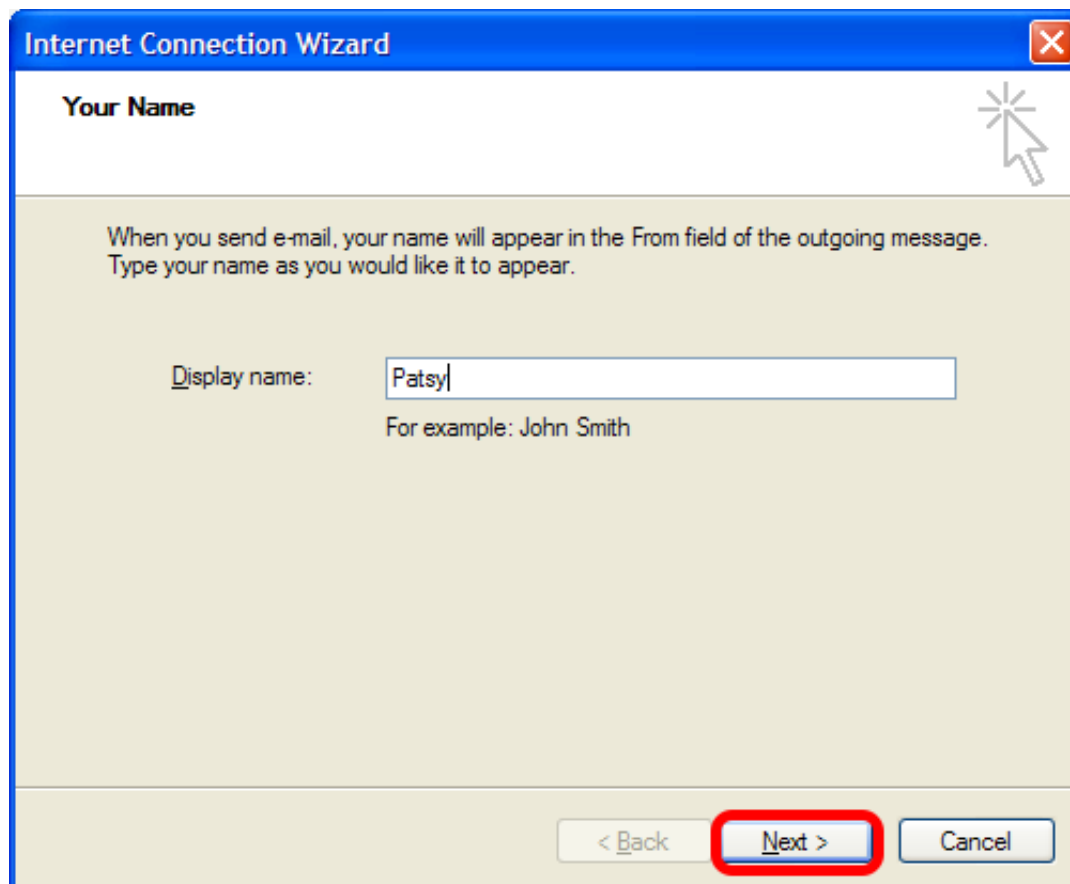 Internet Connection Wizard
Your Name
When you send e-mail, your name will appear in the From field of the outgoing message.
Type your name as you would like it to appear.
Display name: Patsy
For example: John Smith
< Back Next > Cancel